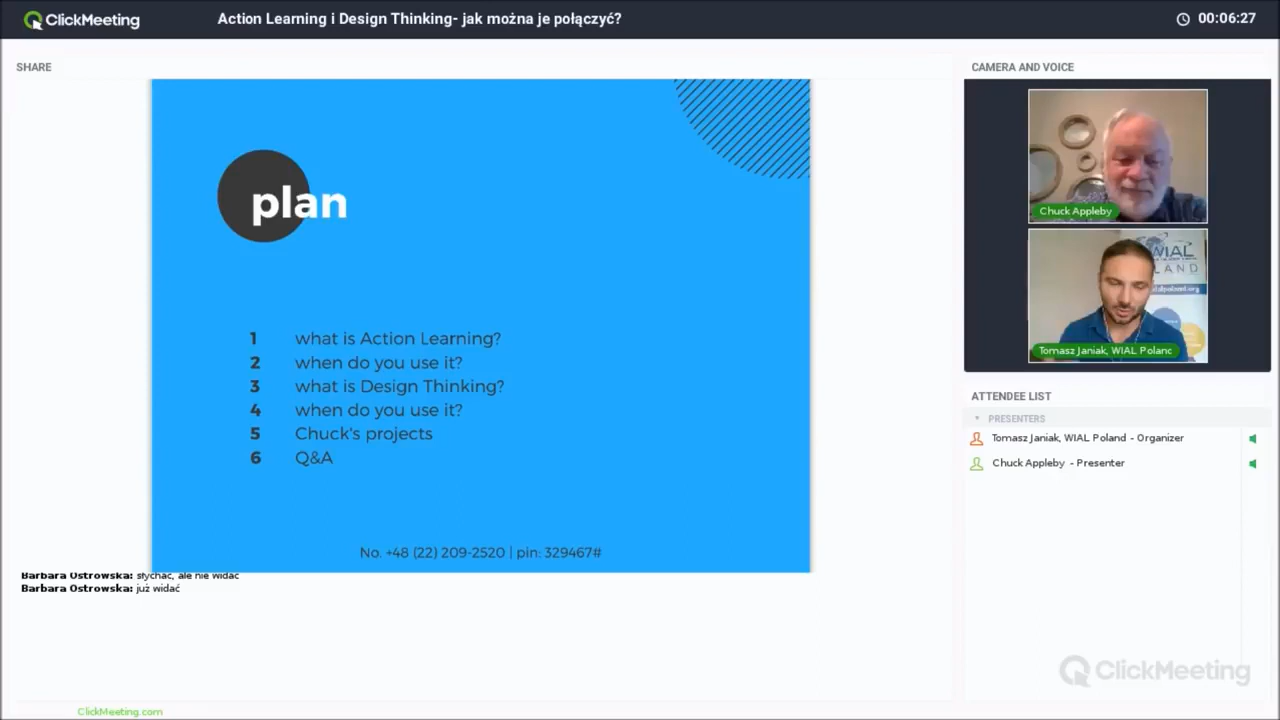 ClickMeeting
Action Learning i Design Thinking- jak można je połączyć?
00:06:27
SHARE
plan
1 what is Action Learning?
2 when do you use it?
3 what is Design Thinking?
4 when do you use it?
5 Chuck's projects
6 Q&A
No. +48 (22) 209-2520 | pin: 329467#
Barbara Ostrowska: słychać, ale nie widać
Barbara Ostrowska: już widać
ClickMeeting.com
CAMERA AND VOICE
Chuck Appleby
WIAL
LAND
Tomasz Janiak, WIAL Polanc
ATTENDEE LIST
PRESENTERS
Tomasz Janiak, WIAL Poland - Organizer
Chuck Appleby - Presenter
ClickMeeting